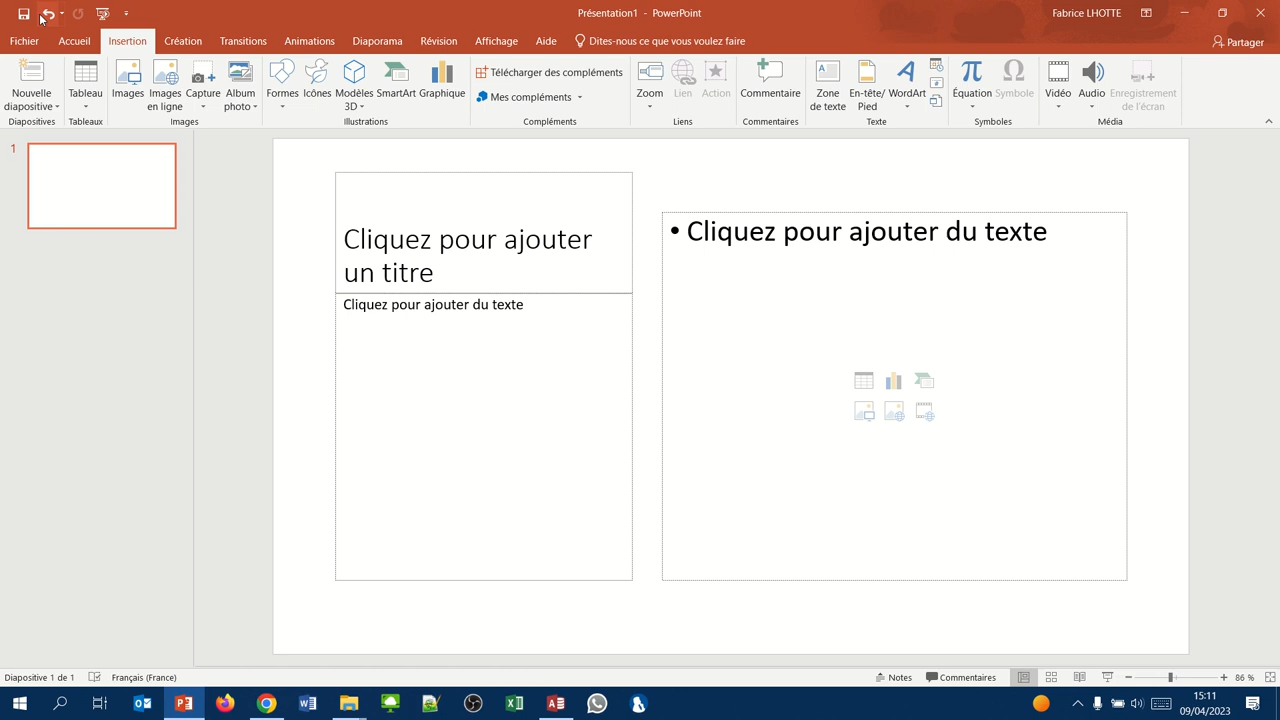 Présentation1 - PowerPoint
Fabrice LHOTTE
Fichier Accueil Insertion Création Transitions Animations Diaporama Révision Affichage Aide Dites-nous ce que vous voulez faire Partager
Nouvelle diapositive
Tableau
Images
Images en ligne
Capture
Album photo
Formes
Icônes
Modèles 3D
SmartArt
Graphique
Télécharger des compléments
Mes compléments
Zoom
Lien
Action
Commentaire
Zone de texte
En-tête/ Pied
WordArt
Équation
Symbole
Vidéo
Audio
Enregistrement de l'écran
Diapositives Tableaux Images Illustrations Compléments Liens Commentaires Texte Symboles Média
1
Cliquez pour ajouter
un titre
Cliquez pour ajouter du texte
• Cliquez pour ajouter du texte
Diapositive 1 de 1 Français (France) Notes Commentaires 86 %
15:11
09/04/2023